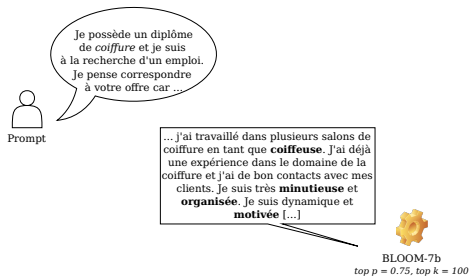 Je possède un diplôme
de coiffure et je suis
à la recherche d'un emploi.
Je pense correspondre
à votre offre car ...
Prompt
... j'ai travaillé dans plusieurs salons de
coiffure en tant que coiffeuse. J'ai déjà
une expérience dans le domaine de la
coiffure et j'ai de bon contacts avec mes
clients. Je suis très minutieuse et
organisée. Je suis dynamique et
motivée [...]
BLOOM-7b
top p = 0.75, top k = 100